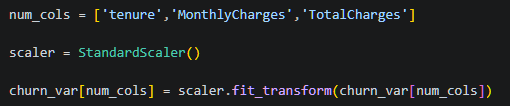 num_cols = ['tenure','MonthlyCharges','TotalCharges']
scaler = StandardScaler()
churn_var[num_cols] = scaler.fit_transform(churn_var[num_cols])